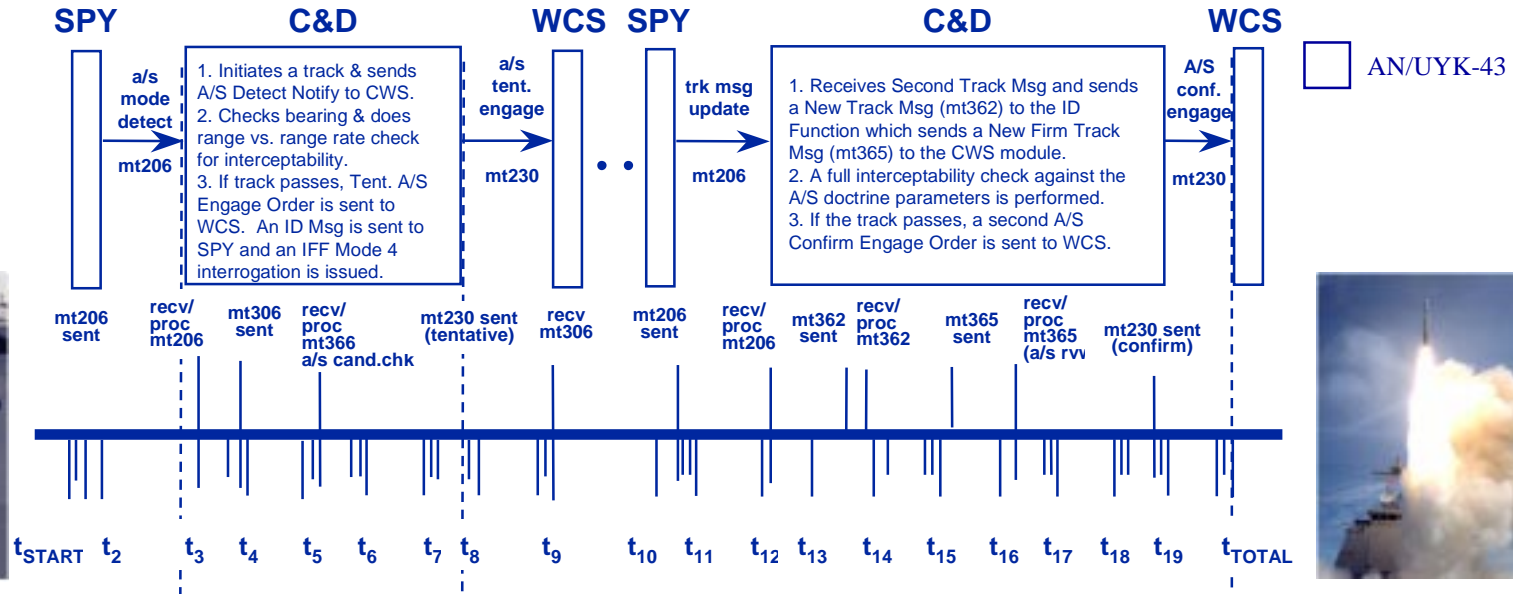 SPY C&D WCS SPY C&D WCS
AN/UYK-43
a/s
mode
detect
mt206
1. Initiates a track & sends
A/S Detect Notify to CWS.
2. Checks bearing & does
range vs. range rate check
for interceptability.
3. If track passes, Tent. A/S
Engage Order is sent to
WCS. An ID Msg is sent to
SPY and an IFF Mode 4
interrogation is issued.
a/s
tent.
engage
mt230
trk msg
update
mt206
1. Receives Second Track Msg and sends
a New Track Msg (mt362) to the ID
Function which sends a New Firm Track
Msg (mt365) to the CWS module.
2. A full interceptability check against the
A/S doctrine parameters is performed.
3. If the track passes, a second A/S
Confirm Engage Order is sent to WCS.
A/S
conf.
engage
mt230
mt206
sent
recv/
proc
mt206
mt306
sent
recv/
proc
mt366
a/s cand.chk
mt230 sent
(tentative)
recv
mt306
mt206
sent
recv/
proc
mt206
mt362
sent
recv/
proc
mt362
mt365
sent
recv/
proc
mt365
(a/s
mt230 sent
(confirm)
tSTART t2 t3 t4 t5 t6 t7 t8 t9 t10 t11 t12 t13 t14 t15 t16 t17 t18 t19 tTOTAL